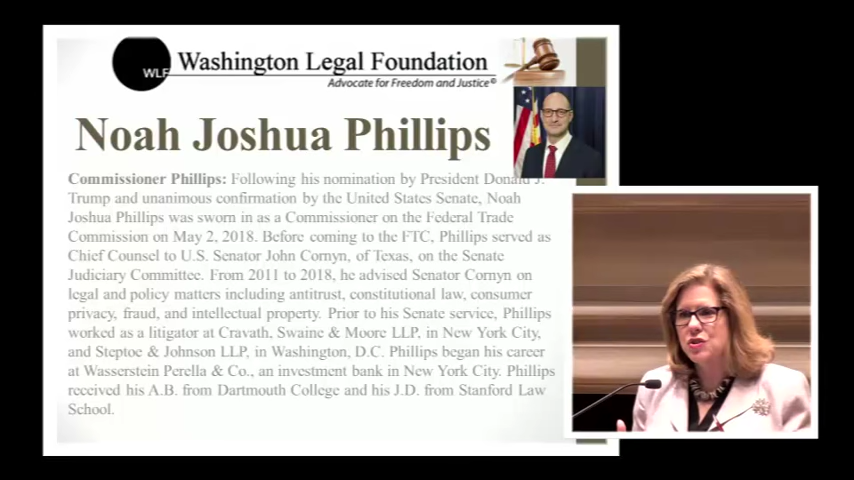 WLF
Washington Legal Foundation
Advocate for Freedom and Justice©
Noah Joshua Phillips
Commissioner Phillips: Following his nomination by President Donald J.
Trump and unanimous confirmation by the United States Senate, Noah
Joshua Phillips was sworn in as a Commissioner on the Federal Trade
Commission on May 2, 2018. Before coming to the FTC, Phillips served as
Chief Counsel to U.S. Senator John Cornyn, of Texas, on the Senate
Judiciary Committee. From 2011 to 2018, he advised Senator Cornyn on
legal and policy matters including antitrust, constitutional law, consumer
privacy, fraud, and intellectual property. Prior to his Senate service, Phillips
worked as a litigator at Cravath, Swaine & Moore LLP, in New York City,
and Steptoe & Johnson LLP, in Washington, D.C. Phillips began his career
at Wasserstein Perella & Co., an investment bank in New York City. Phillips
received his A.B. from Dartmouth College and his J.D. from Stanford Law
School.